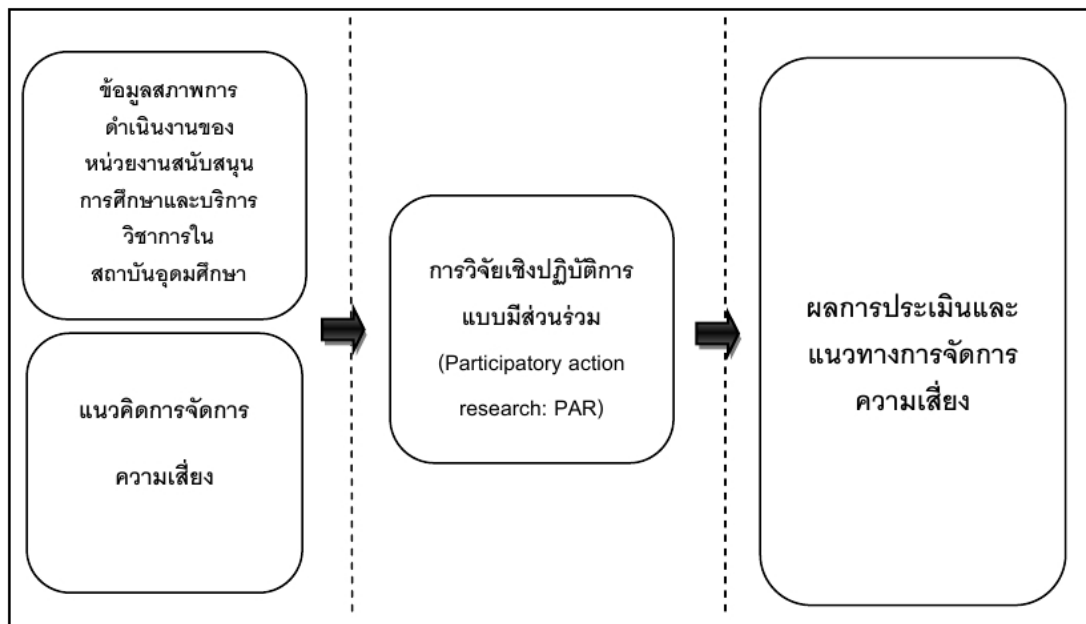 ข้อมูลสภาพการ
ดำเนินงานของ
หน่วยงานสนับสนุน
การศึกษาและบริการ
วิชาการใน
สถาบันอุดมศึกษา
แนวคิดการจัดการ
ความเสี่ยง
การวิจัยเชิงปฏิบัติการ
แบบมีส่วนร่วม
(Participatory action
research: PAR)
ผลการประเมินและ
แนวทางการจัดการ
ความเสี่ยง